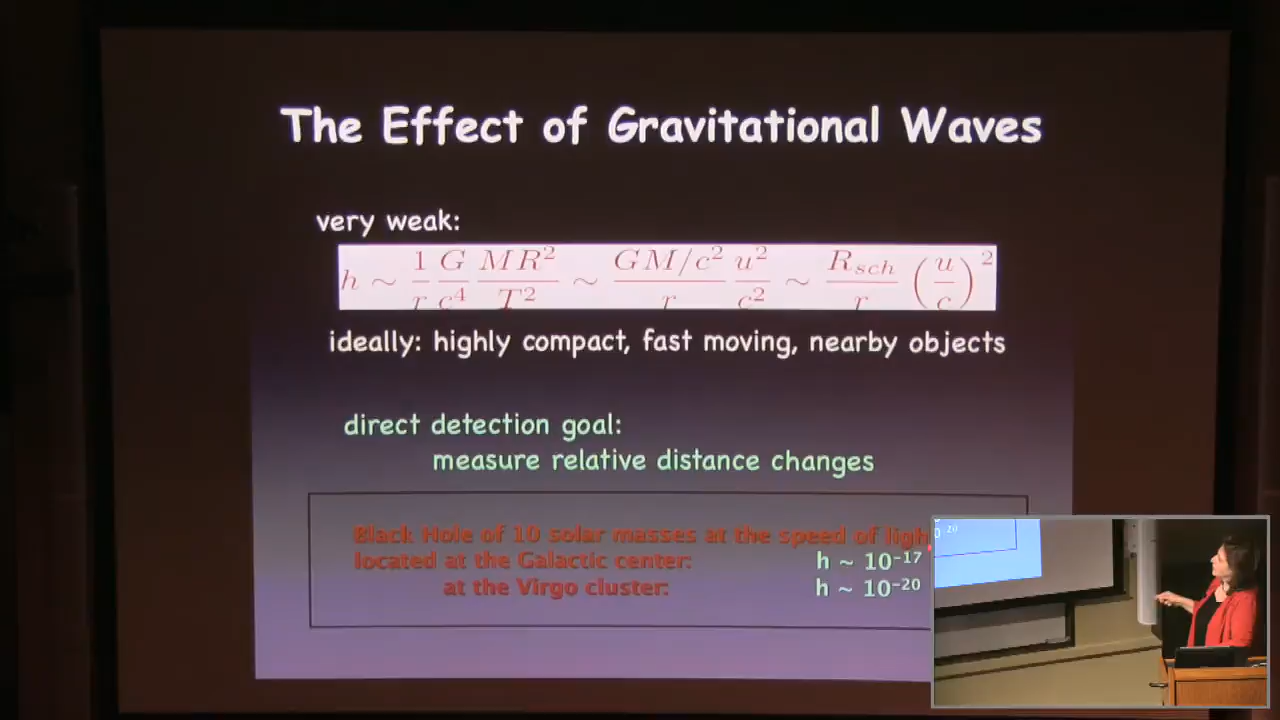 The Effect of Gravitational Waves
very weak:
h ~ 1/r G/c⁴ MR²/T² ~ GM/c²/r u²/c² ~ R_sch/r (u/c)²
ideally: highly compact, fast moving, nearby objects
direct detection goal:
measure relative distance changes
Black Hole of 10 solar masses at the speed of
located at the Galactic center: h ~ 10⁻¹⁷
at the Virgo cluster: h ~ 10⁻²⁰